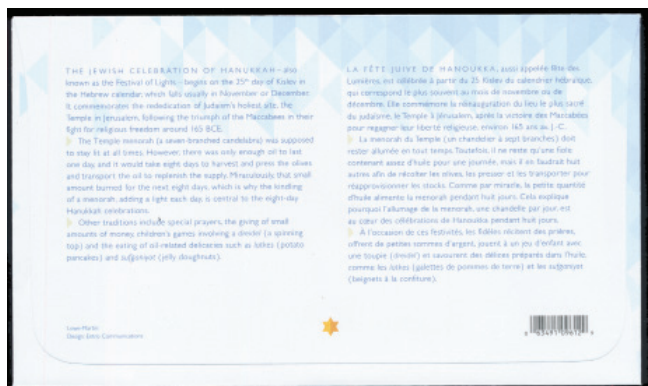 THE JEWISH CELEBRATION OF HANUKKAH – also
known as the Festival of Lights – begins on the 25th day of Kislev in
the Hebrew calendar, which falls usually in November or December.
It commemorates the rededication of Judaism's holiest site, the
Temple in Jerusalem, following the triumph of the Maccabees in their
fight for religious freedom around 165 BCE.
The Temple menorah (a seven-branched candelabra) was supposed
to stay lit at all times. However, there was only enough oil to last
one day, and it would take eight days to harvest and press the olives
and transport the oil to replenish the supply. Miraculously, that small
amount burned for the next eight days, which is why the kindling
of a menorah, adding a light each day, is central to the eight-day
Hanukkah celebrations.
Other traditions include special prayers, the giving of small
amounts of money, children's games involving a dreidel (a spinning
top) and the eating of oil-related delicacies such as latkes (potato
pancakes) and sufganiyot (jelly doughnuts).
Lowe-Martin
Design: Entro Communications
LA FÊTE JUIVE DE HANOUKKA, aussi appelée fête des
Lumières, est célébrée à partir du 25 Kislev du calendrier hébraïque,
qui correspond le plus souvent au mois de novembre ou de
décembre. Elle commémore la réinauguration du lieu le plus sacré
du judaïsme, le Temple à Jérusalem, après la victoire des Maccabées
pour regagner leur liberté religieuse, environ 165 ans av. J.-C.
La menorah du Temple (un chandelier à sept branches) doit
rester allumée en tout temps. Toutefois, il ne reste qu'une fiole
contenant assez d'huile pour une journée, mais il en faudrait huit
autres afin de récolter les olives, les presser et les transporter pour
réapprovisionner les stocks. Comme par miracle, la petite quantité
d'huile alimente la menorah pendant huit jours. Cela explique
pourquoi l'allumage de la menorah, une chandelle par jour, est
au cœur des célébrations de Hanoukka pendant huit jours.
À l'occasion de ces festivités, les fidèles récitent des prières,
offrent de petites sommes d'argent, jouent à un jeu d'enfant avec
une toupie (dreidel) et savourent des délices préparés dans l'huile,
comme les latkes (galettes de pommes de terre) et les sufganiyot
(beignets à la confiture).